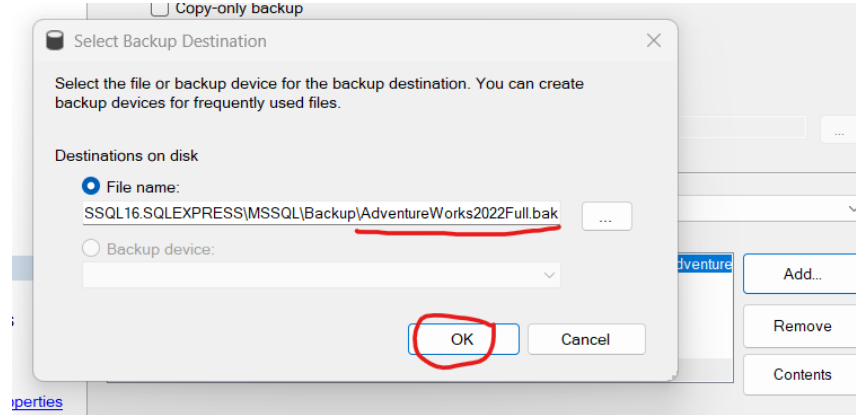 Copy-only backup
Select Backup Destination
Select the file or backup device for the backup destination. You can create
backup devices for frequently used files.
...
Destinations on disk
File name:
SSQL16.SQLEXPRESS\MSSQL\Backup\AdventureWorks2022Full.bak
...
Backup device:
dventure
Add...
Remove
OK
Cancel
Contents
perties